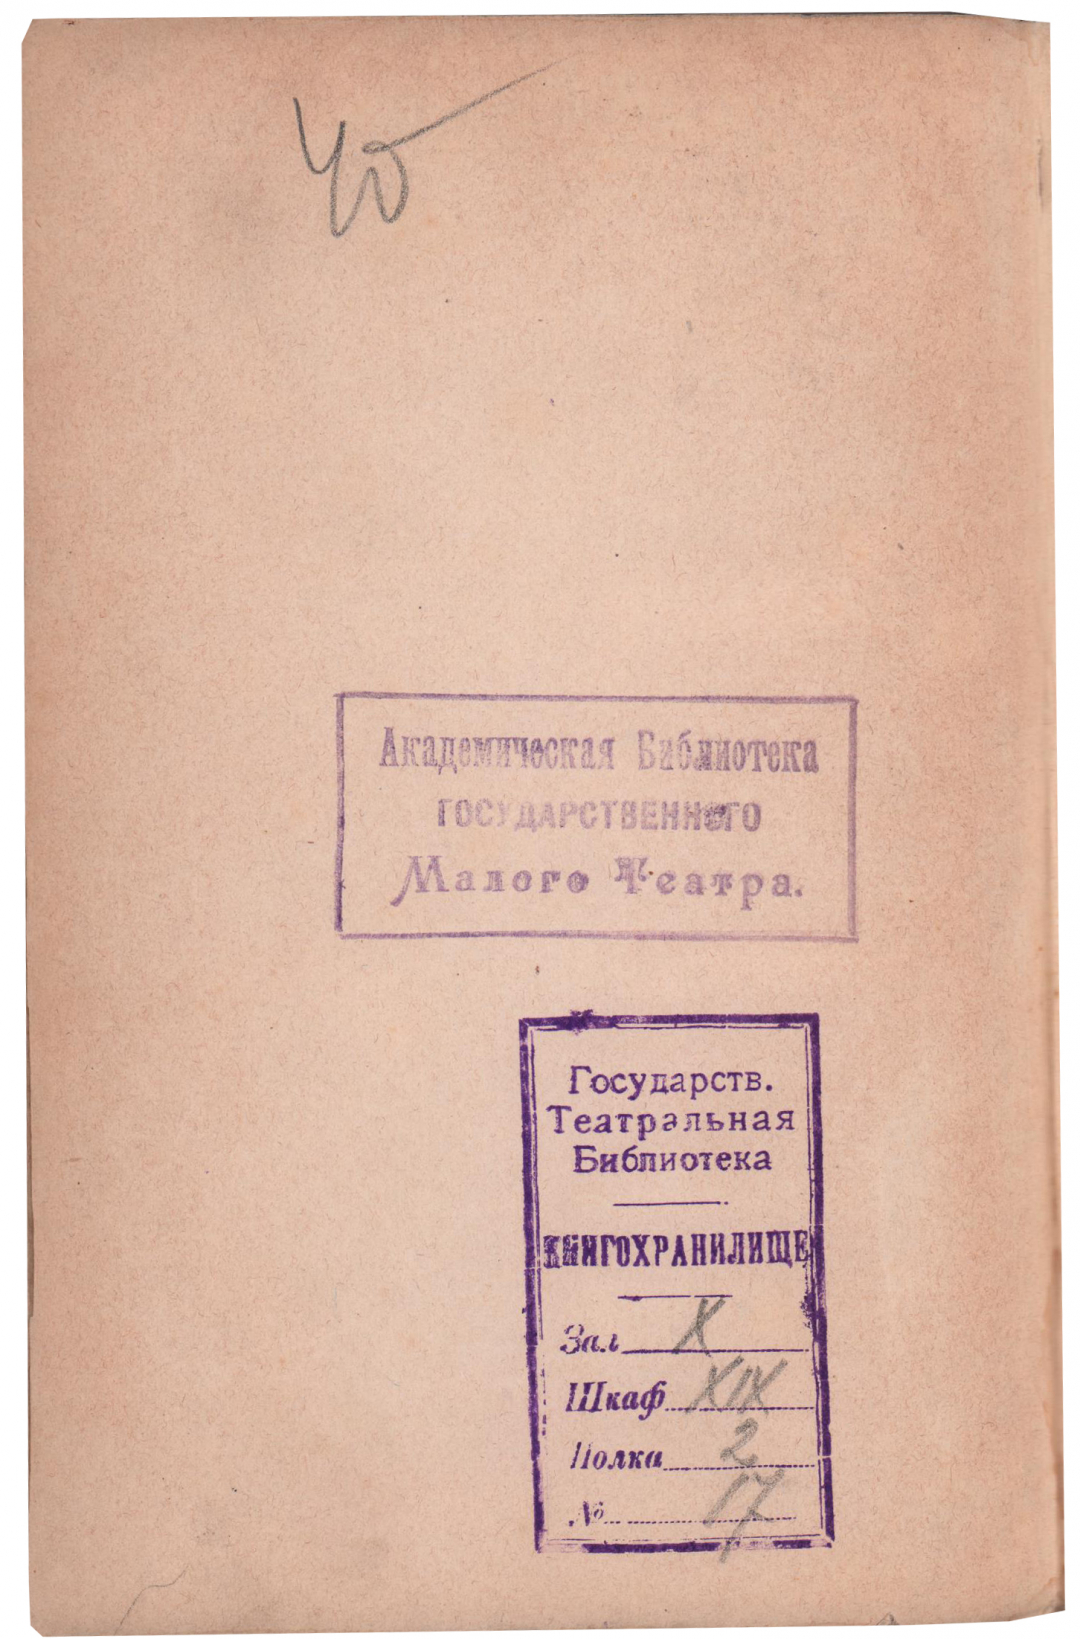 Академическая Библиотека
ГОСУДАРСТВЕННОГО
Малого Театра.
Государств.
Театральная
Библиотека
КНИГОХРАНИЛИЩЕ
Зал X
Шкаф XIX
Полка 2
№ 17